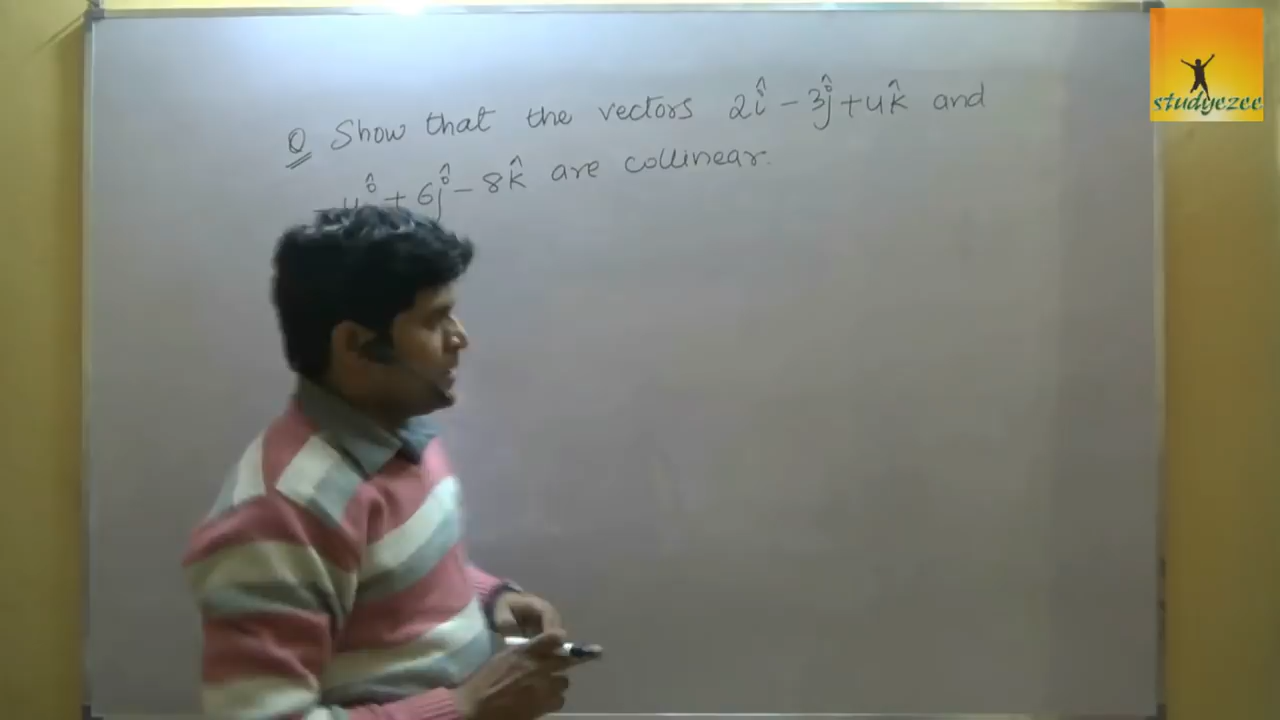 Q Show that the vectors 2î - 3ĵ + 4k̂ and
- 4î + 6ĵ - 8k̂ are collinear.
studyezee